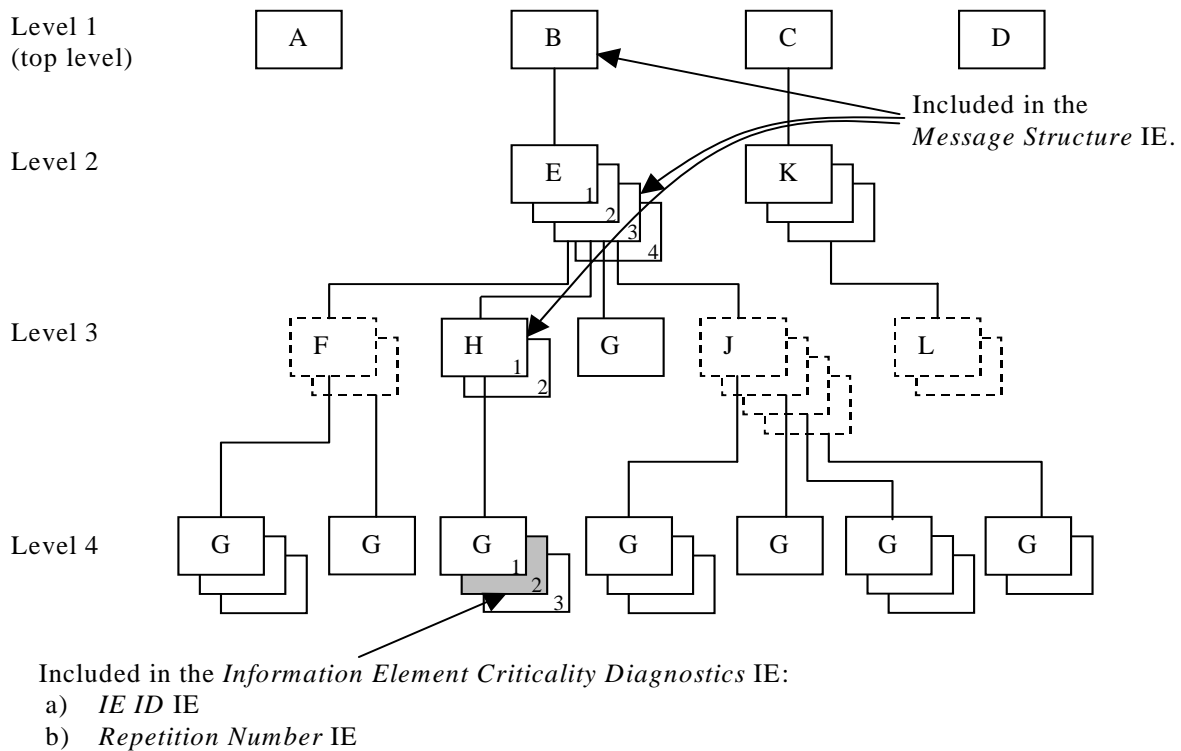 Level 1
(top level)
A
B
C
D
Included in the
Message Structure IE.
Level 2
E
1
2
3
4
K
Level 3
F
H
1
2
G
J
L
Level 4
G
G
G
1
2
3
G
G
G
G
Included in the Information Element Criticality Diagnostics IE:
a) IE ID IE
b) Repetition Number IE